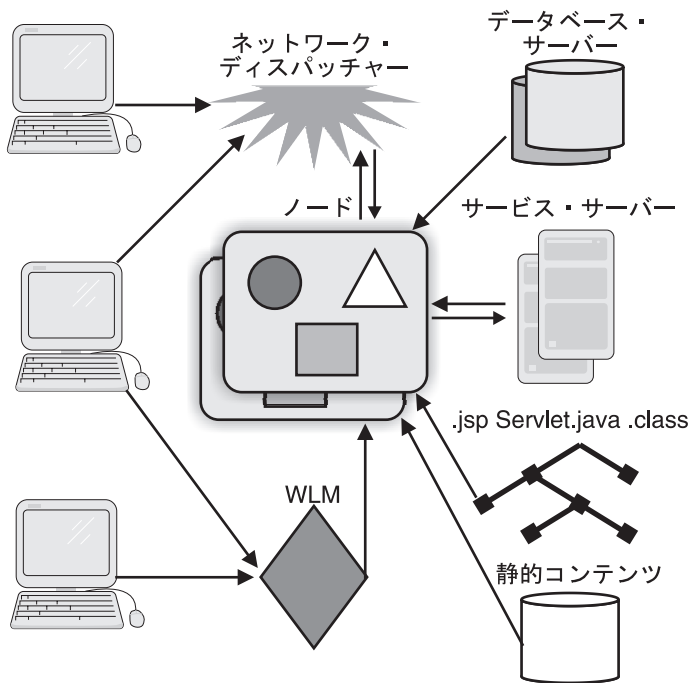 ネットワーク・
ディスパッチャー
データベース・
サーバー
ノード
サービス・サーバー
.jsp Servlet.java .class
WLM
静的コンテンツ